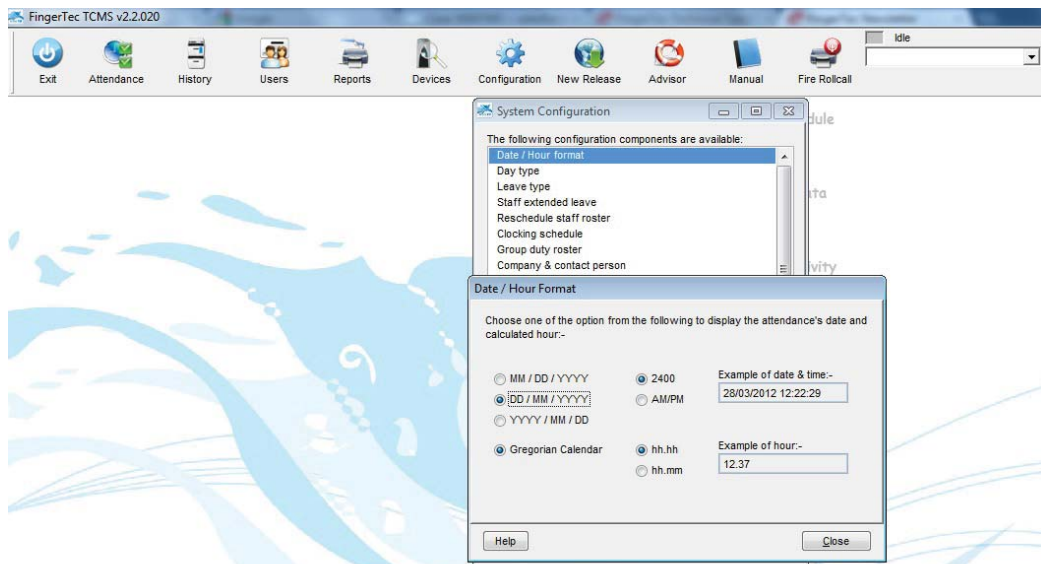 FingerTec TCMS v2.2.020
Idle
Exit Attendance History Users Reports Devices Configuration New Release Advisor Manual Fire Rollcall
System Configuration
The following configuration components are available:
Date / Hour format
Day type
Leave type
Staff extended leave
Reschedule staff roster
Clocking schedule
Group duty roster
Company & contact person
Date / Hour Format
Choose one of the option from the following to display the attendance's date and
calculated hour:-
MM / DD / YYYY 2400 Example of date & time:-
DD / MM / YYYY AM/PM 28/03/2012 12:22:29
YYYY / MM / DD
Gregorian Calendar hh.hh Example of hour:-
hh.mm 12.37
Help Close